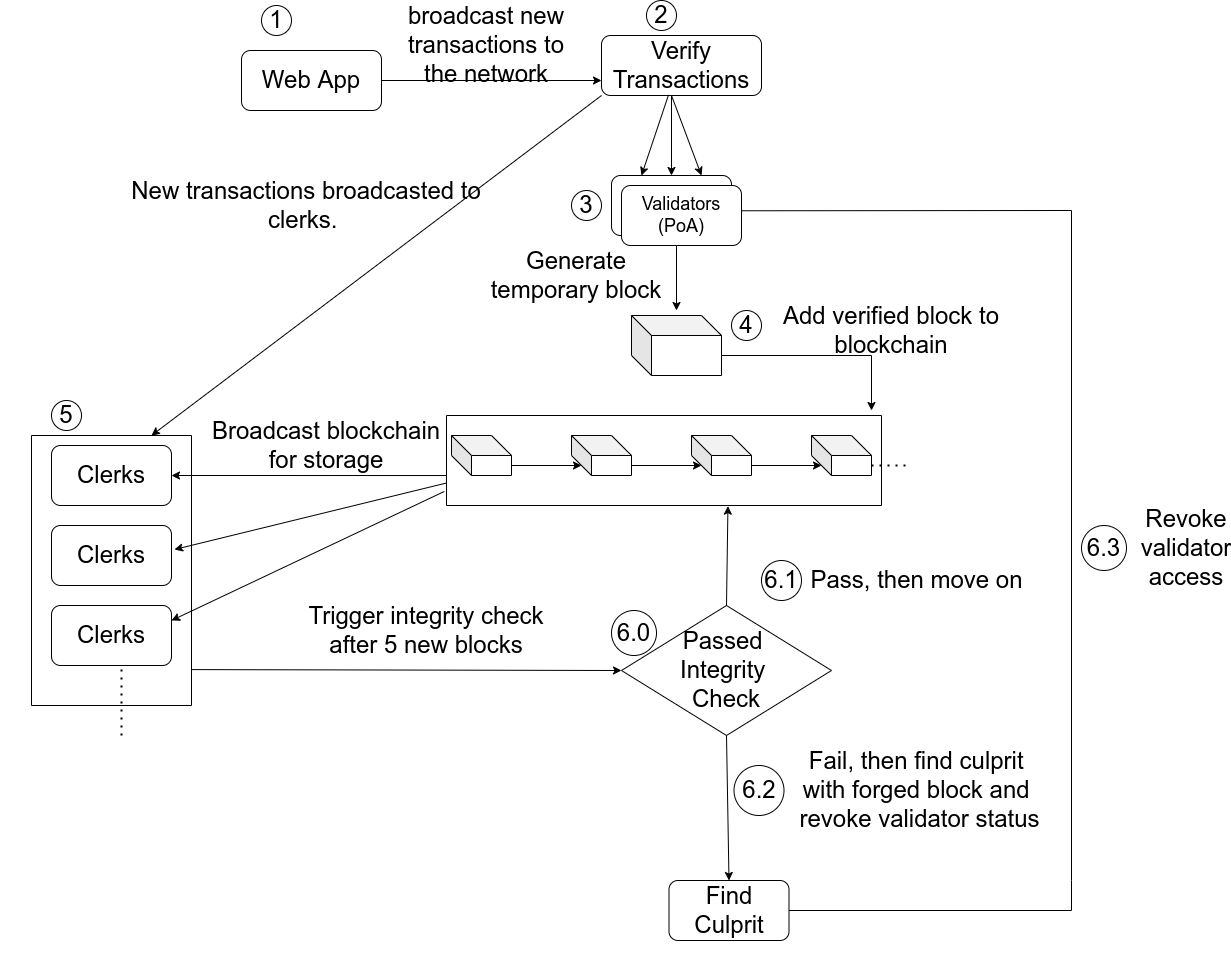 1
Web App
broadcast new
transactions to
the network
2
Verify
Transactions
New transactions broadcasted to
clerks.
3
Validators
(PoA)
Generate
temporary block
4
Add verified block to
blockchain
5
Clerks
Clerks
Clerks
Broadcast blockchain
for storage
Trigger integrity check
after 5 new blocks
6.0
Passed
Integrity
Check
6.1
Pass, then move on
6.2
Fail, then find culprit
with forged block and
revoke validator status
Find
Culprit
6.3
Revoke
validator
access